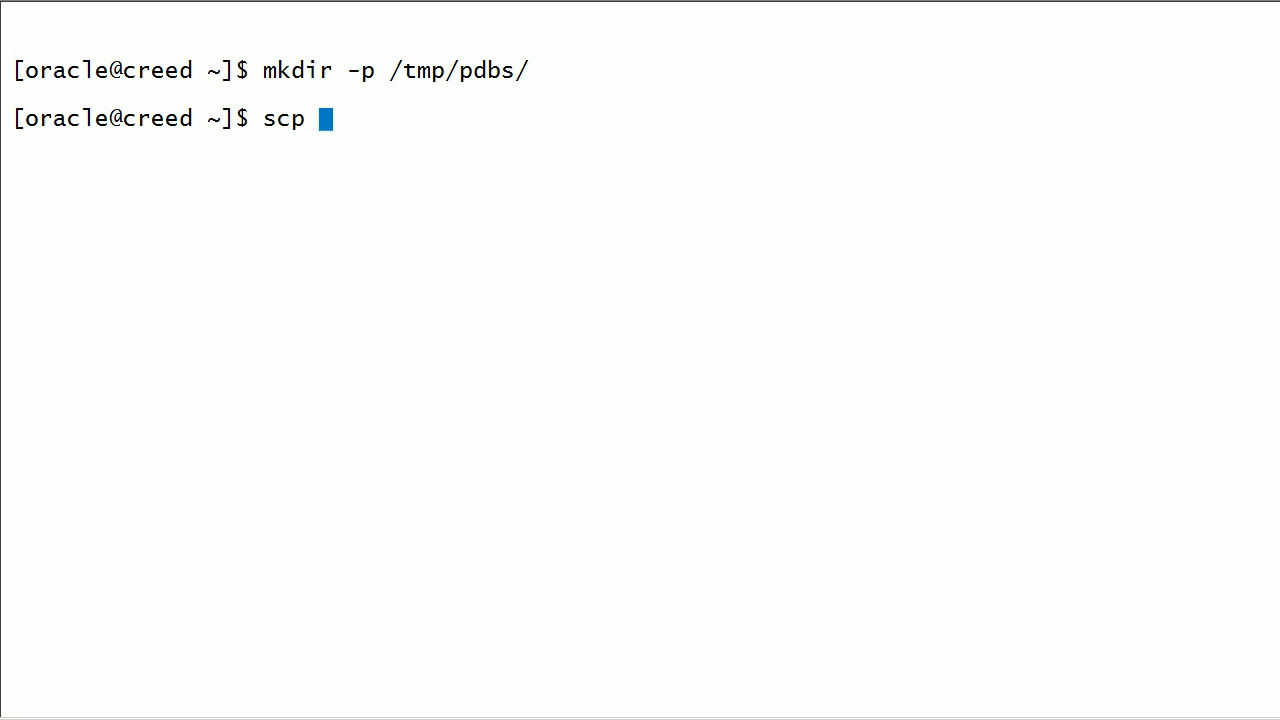 [oracle@creed ~]$ mkdir -p /tmp/pdbs/
[oracle@creed ~]$ scp